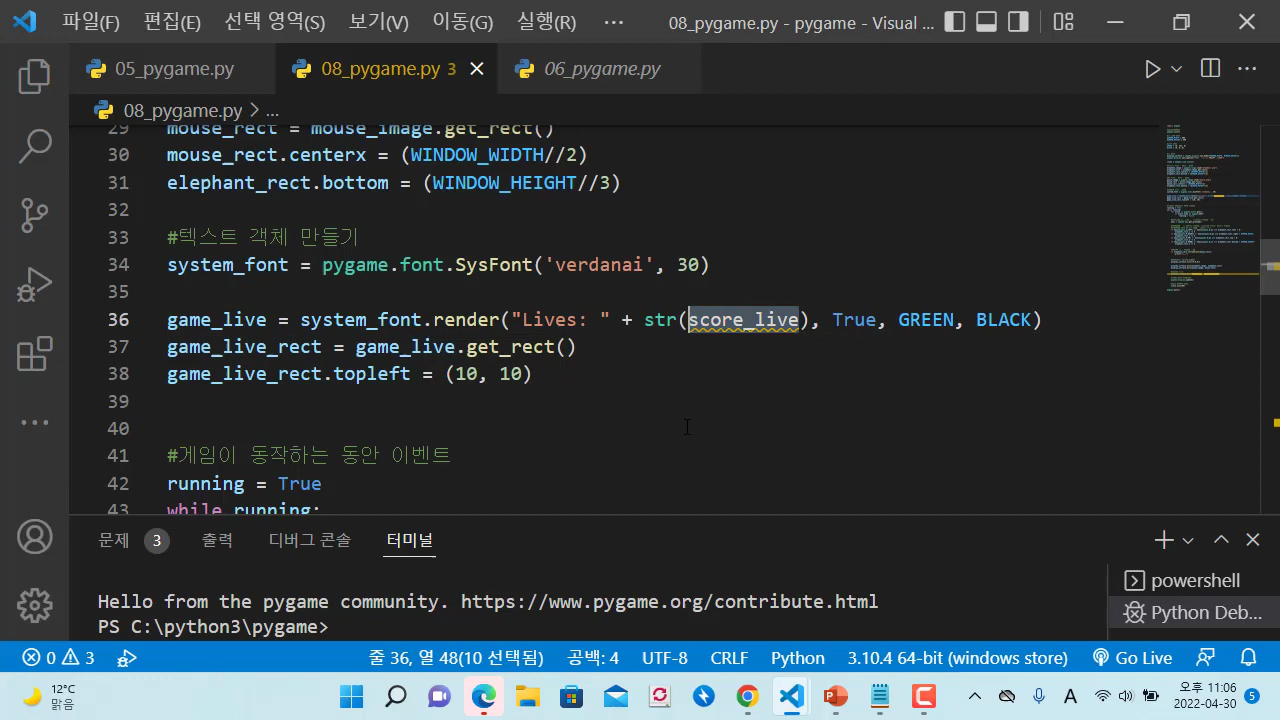 파일(F) 편집(E) 선택 영역(S) 보기(V) 이동(G) 실행(R) ··· 08_pygame.py - pygame - Visual ...
05_pygame.py 08_pygame.py 3 06_pygame.py
08_pygame.py > ...
29 mouse_rect = mouse_image.get_rect()
30 mouse_rect.centerx = (WINDOW_WIDTH//2)
31 elephant_rect.bottom = (WINDOW_HEIGHT//3)
32
33 #텍스트 객체 만들기
34 system_font = pygame.font.SysFont('verdanai', 30)
35
36 game_live = system_font.render("Lives: " + str(score_live), True, GREEN, BLACK)
37 game_live_rect = game_live.get_rect()
38 game_live_rect.topleft = (10, 10)
39
40
41 #게임이 동작하는 동안 이벤트
42 running = True
43 while running:
문제 3 출력 디버그 콘솔 터미널
powershell
Hello from the pygame community. https://www.pygame.org/contribute.html
Python Deb...
PS C:\python3\pygame>
0 3 줄 36, 열 48(10 선택됨) 공백: 4 UTF-8 CRLF Python 3.10.4 64-bit (windows store) Go Live
12°C
맑음
A
오후 11:06
2022-04-30
5